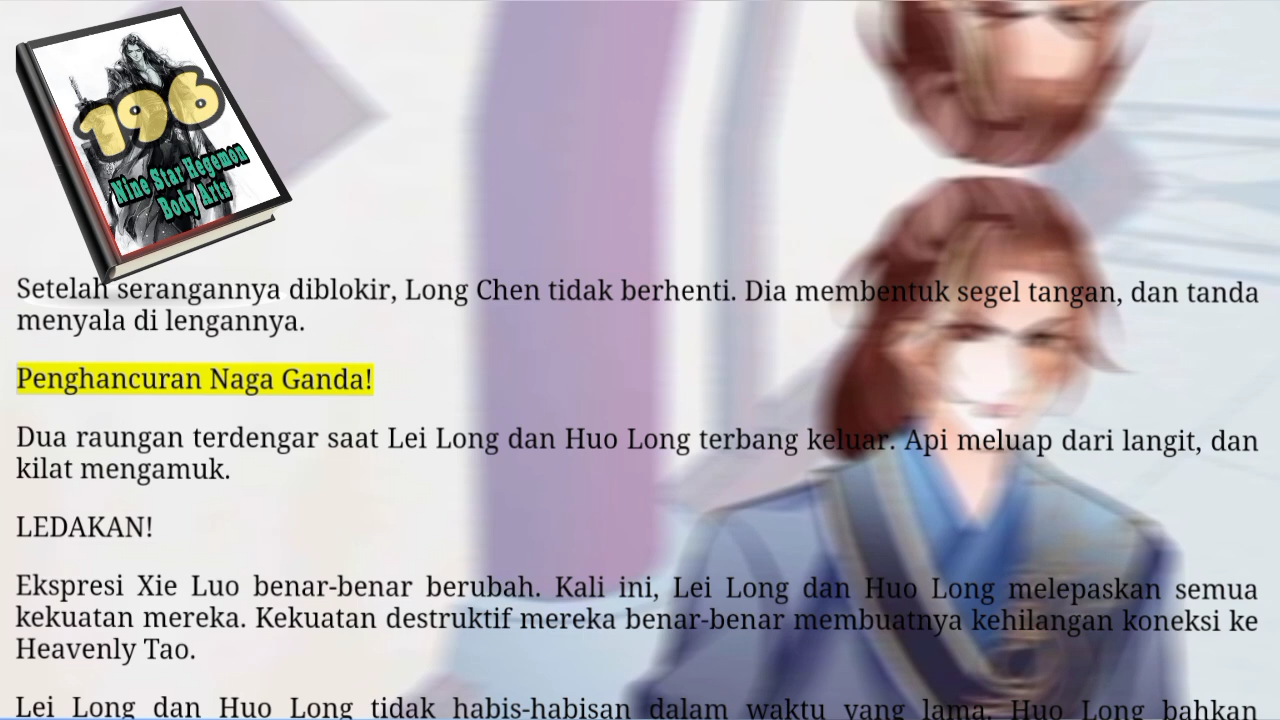 196
Nine Star Hegemon
Body Arts
Setelah serangannya diblokir, Long Chen tidak berhenti. Dia membentuk segel tangan, dan tanda
menyala di lengannya.
Penghancuran Naga Ganda!
Dua raungan terdengar saat Lei Long dan Huo Long terbang keluar. Api meluap dari langit, dan
kilat mengamuk.
LEDAKAN!
Ekspresi Xie Luo benar-benar berubah. Kali ini, Lei Long dan Huo Long melepaskan semua
kekuatan mereka. Kekuatan destruktif mereka benar-benar membuatnya kehilangan koneksi ke
Heavenly Tao.
Lei Long dan Huo Long tidak habis-habisan dalam waktu yang lama. Huo Long bahkan